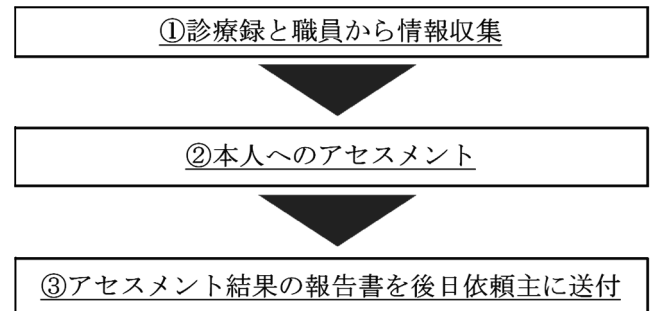 ①診療録と職員から情報収集
②本人へのアセスメント
③アセスメント結果の報告書を後日依頼主に送付